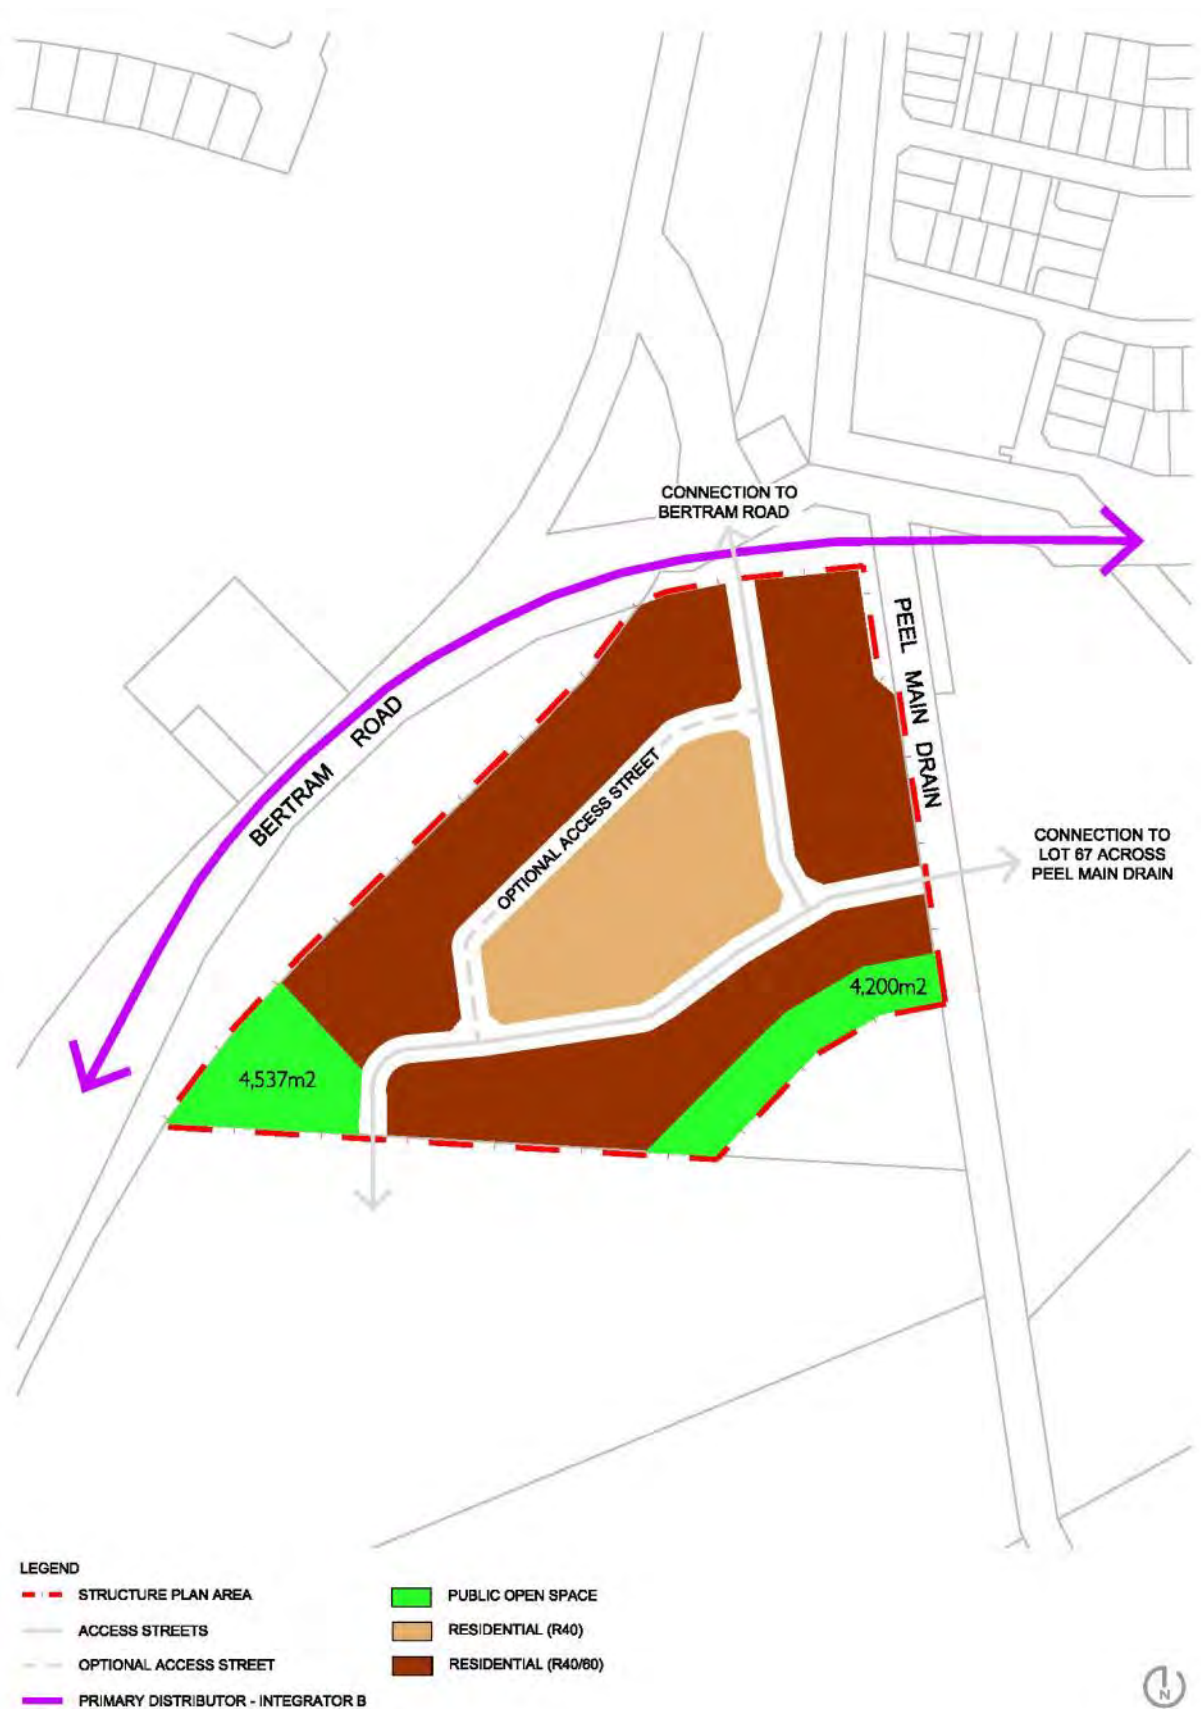 CONNECTION TO
BERTRAM ROAD
PEEL MAIN DRAIN
BERTRAM ROAD
OPTIONAL ACCESS STREET
CONNECTION TO
LOT 67 ACROSS
PEEL MAIN DRAIN
4,200m2
4,537m2
LEGEND
STRUCTURE PLAN AREA
ACCESS STREETS
OPTIONAL ACCESS STREET
PRIMARY DISTRIBUTOR - INTEGRATOR B
PUBLIC OPEN SPACE
RESIDENTIAL (R40)
RESIDENTIAL (R40/60)
N